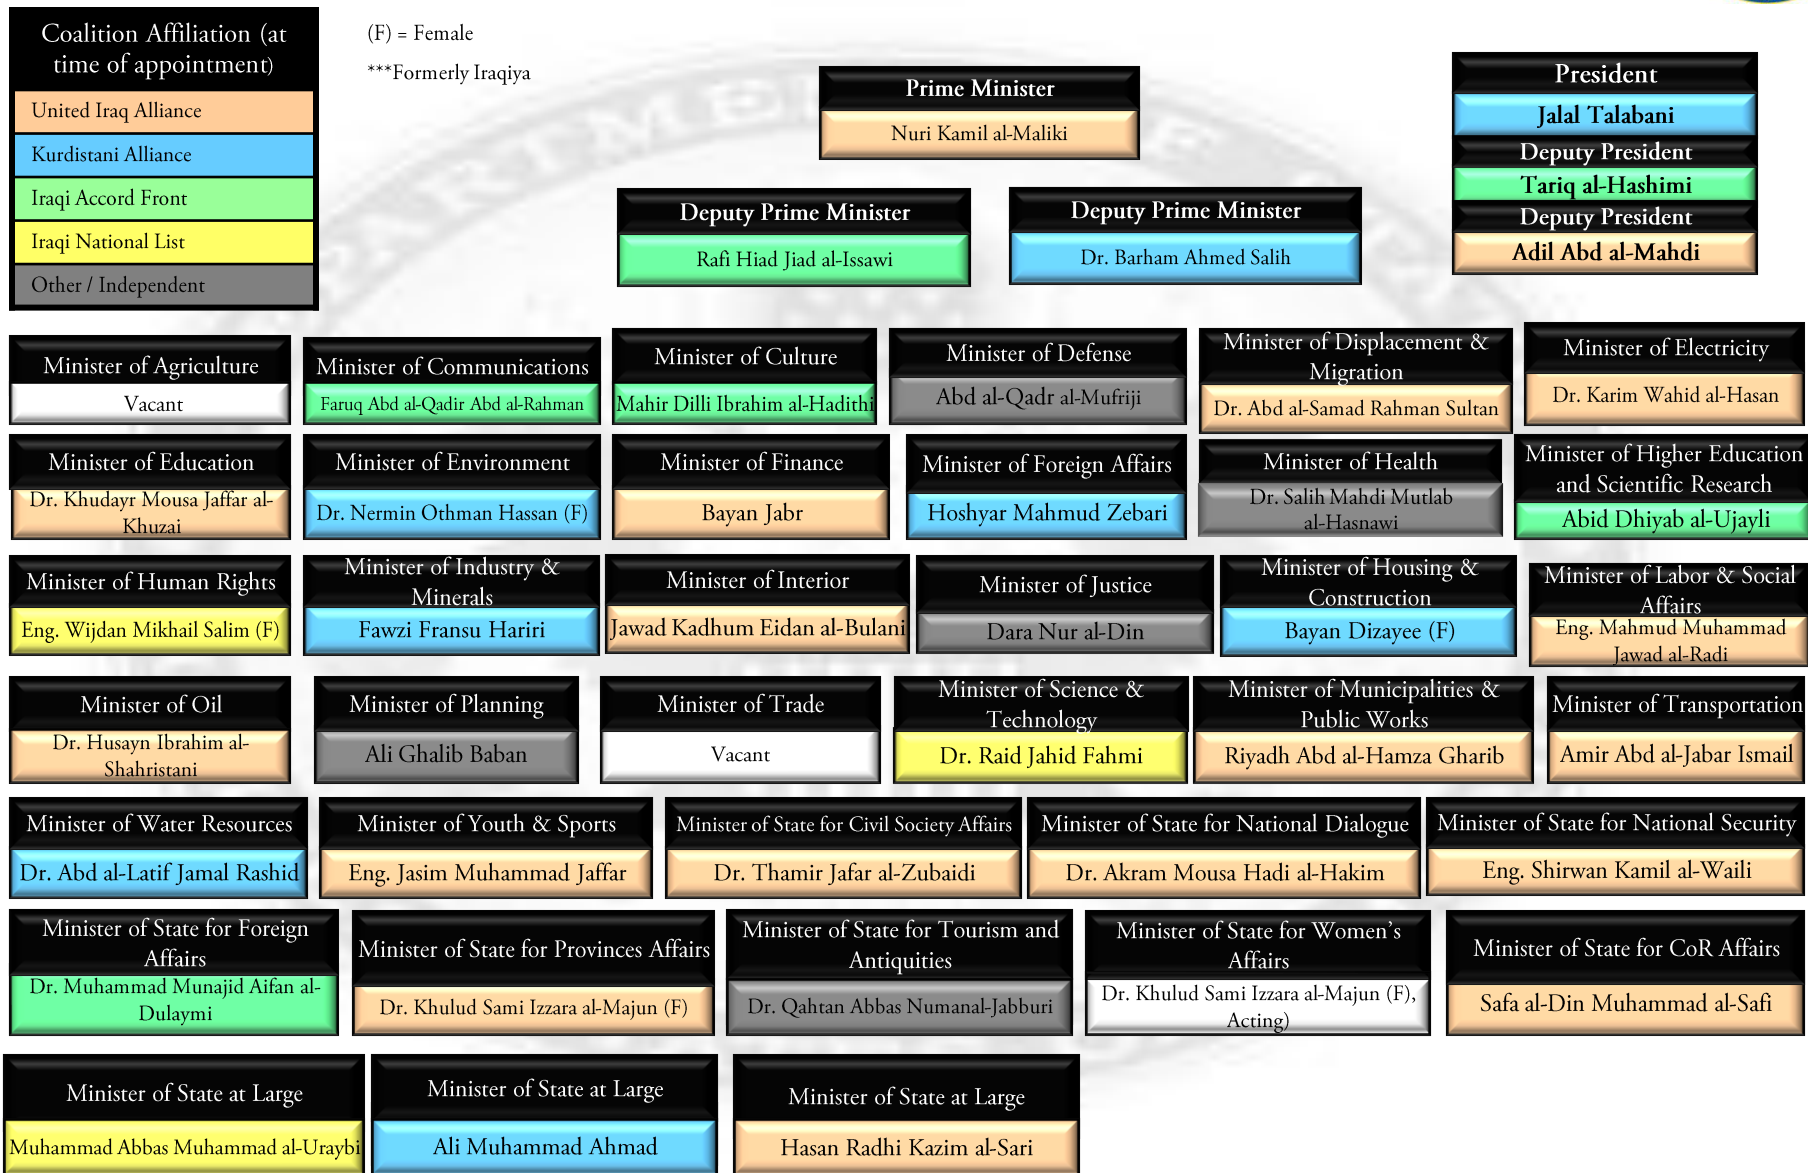 Coalition Affiliation (at
time of appointment)
United Iraq Alliance
Kurdistani Alliance
Iraqi Accord Front
Iraqi National List
Other / Independent
(F) = Female
***Formerly Iraqiya
Prime Minister
Nuri Kamil al-Maliki
Deputy Prime Minister
Rafi Hiad Jiad al-Issawi
Deputy Prime Minister
Dr. Barham Ahmed Salih
President
Jalal Talabani
Deputy President
Tariq al-Hashimi
Deputy President
Adil Abd al-Mahdi
Minister of Agriculture
Vacant
Minister of Communications
Faruq Abd al-Qadir Abd al-Rahman
Minister of Culture
Mahir Dilli Ibrahim al-Hadithi
Minister of Defense
Abd al-Qadr al-Mufriji
Minister of Displacement &
Migration
Dr. Abd al-Samad Rahman Sultan
Minister of Electricity
Dr. Karim Wahid al-Hasan
Minister of Education
Dr. Khudayr Mousa Jaffar al-
Khuzai
Minister of Environment
Dr. Nermin Othman Hassan (F)
Minister of Finance
Bayan Jabr
Minister of Foreign Affairs
Hoshyar Mahmud Zebari
Minister of Health
Dr. Salih Mahdi Mutlab
al-Hasnawi
Minister of Higher Education
and Scientific Research
Abid Dhiyab al-Ujayli
Minister of Human Rights
Eng. Wijdan Mikhail Salim (F)
Minister of Industry &
Minerals
Fawzi Fransu Hariri
Minister of Interior
Jawad Kadhum Eidan al-Bulani
Minister of Justice
Dara Nur al-Din
Minister of Housing &
Construction
Bayan Dizayee (F)
Minister of Labor & Social
Affairs
Eng. Mahmud Muhammad
Jawad al-Radi
Minister of Oil
Dr. Husayn Ibrahim al-
Shahristani
Minister of Planning
Ali Ghalib Baban
Minister of Trade
Vacant
Minister of Science &
Technology
Dr. Raid Jahid Fahmi
Minister of Municipalities &
Public Works
Riyadh Abd al-Hamza Gharib
Minister of Transportation
Amir Abd al-Jabar Ismail
Minister of Water Resources
Dr. Abd al-Latif Jamal Rashid
Minister of Youth & Sports
Eng. Jasim Muhammad Jaffar
Minister of State for Civil Society Affairs
Dr. Thamir Jafar al-Zubaidi
Minister of State for National Dialogue
Dr. Akram Mousa Hadi al-Hakim
Minister of State for National Security
Eng. Shirwan Kamil al-Waili
Minister of State for Foreign
Affairs
Dr. Muhammad Munajid Aifan al-
Dulaymi
Minister of State for Provinces Affairs
Dr. Khulud Sami Izzara al-Majun (F)
Minister of State for Tourism and
Antiquities
Dr. Qahtan Abbas Numanal-Jabburi
Minister of State for Women's
Affairs
Dr. Khulud Sami Izzara al-Majun (F),
Acting)
Minister of State for CoR Affairs
Safa al-Din Muhammad al-Safi
Minister of State at Large
Muhammad Abbas Muhammad al-Uraybi
Minister of State at Large
Ali Muhammad Ahmad
Minister of State at Large
Hasan Radhi Kazim al-Sari